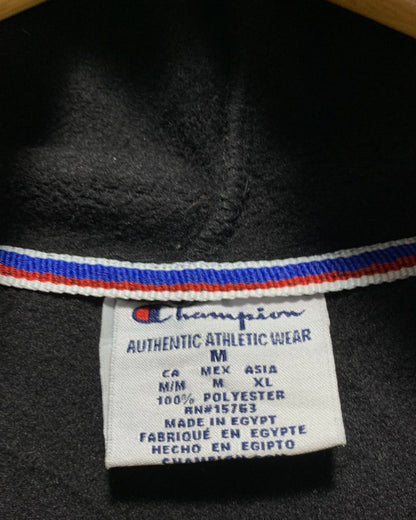 Champion
AUTHENTIC ATHLETIC WEAR
M
CA MEX ASIA
M/M M XL
100% POLYESTER
RN#15763
MADE IN EGYPT
FABRIQUÉ EN EGYPTE
HECHO EN EGIPTO
CHAMPION